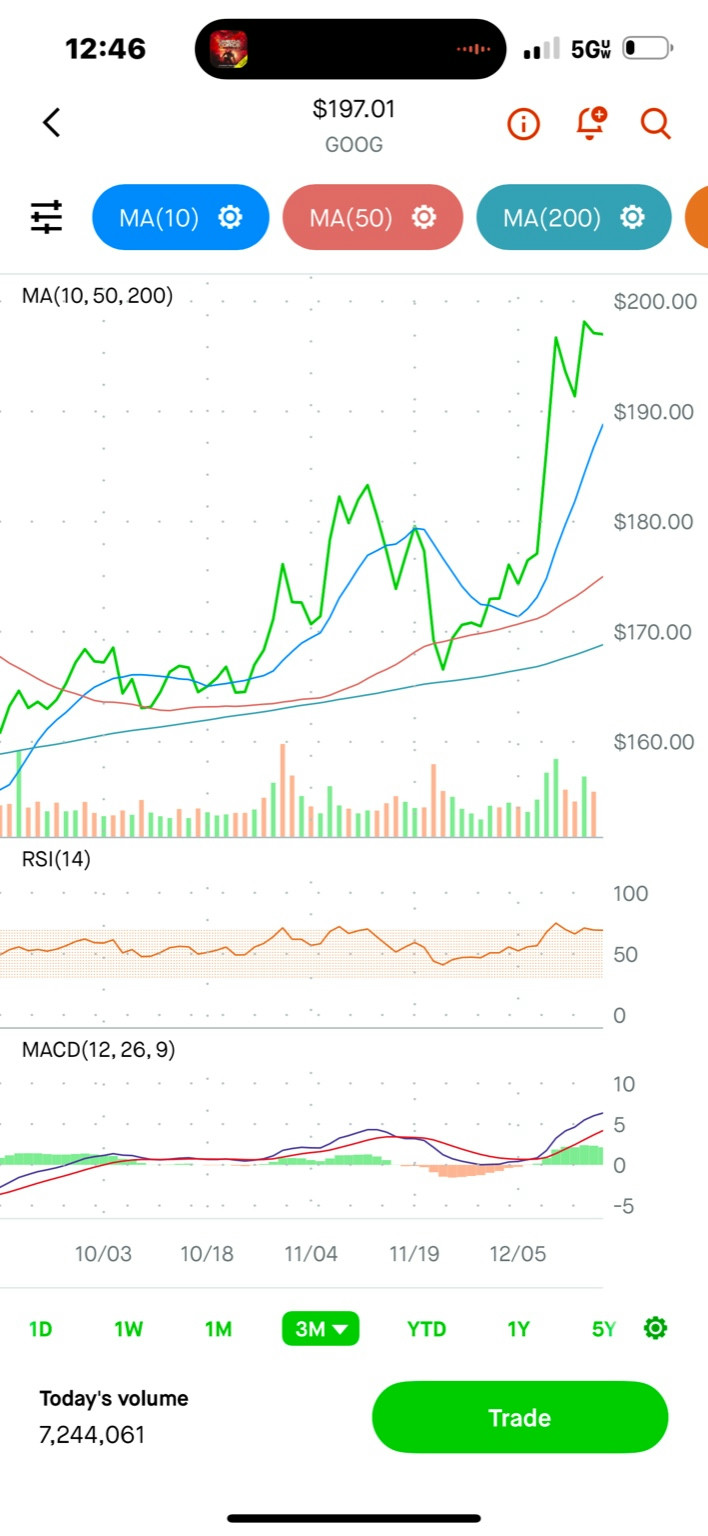 12:46
5GUW
$197.01
GOOG
MA(10)
MA(50)
MA(200)
MA(10, 50, 200)
$200.00
$190.00
$180.00
$170.00
$160.00
RSI(14)
100
50
0
MACD(12, 26, 9)
10
5
0
-5
10/03
10/18
11/04
11/19
12/05
1D
1W
1M
3M
YTD
1Y
5Y
Today's volume
7,244,061
Trade